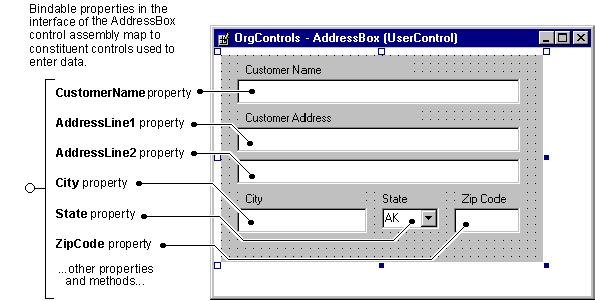 Bindable properties in the
interface of the AddressBox
control assembly map to
constituent controls used to
enter data.
OrgControls - AddressBox (UserControl)
Customer Name
CustomerName property
Customer Address
AddressLine1 property
AddressLine2 property
City property
City State Zip Code
State property
AK
ZipCode property
...other properties
and methods...